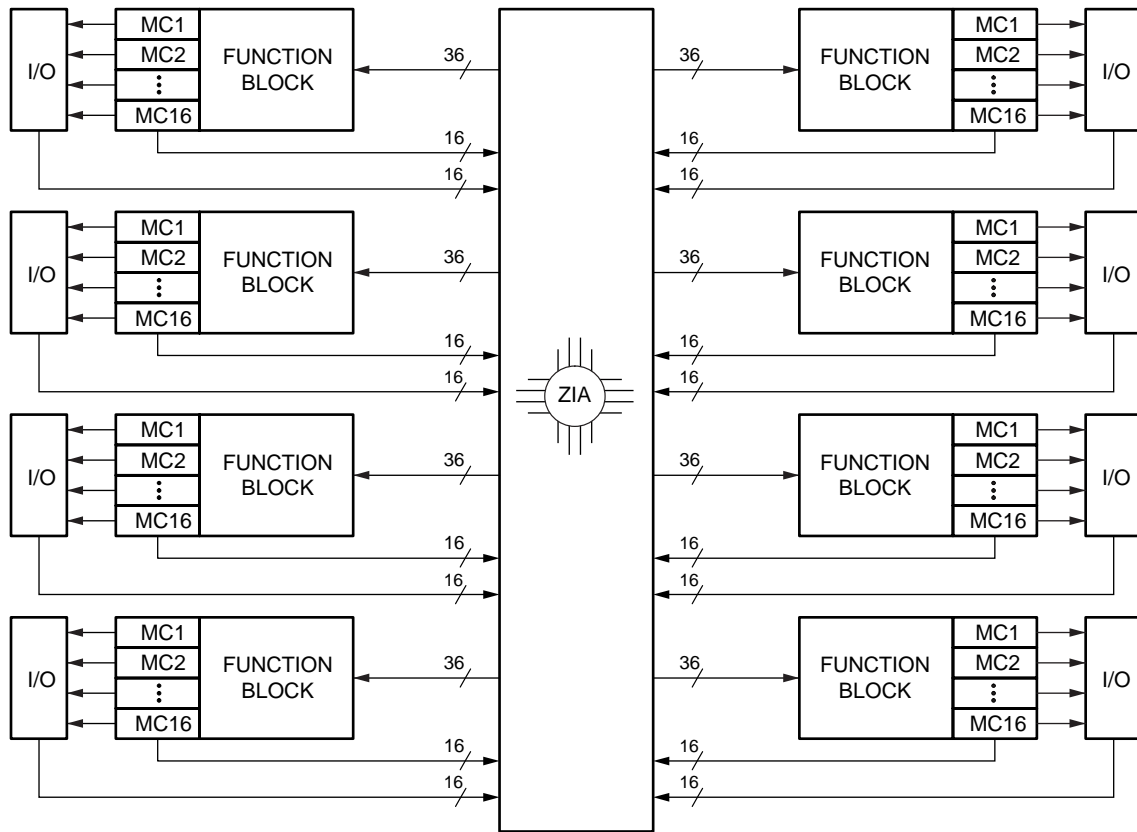 I/O
MC1
MC2
MC16
FUNCTION
BLOCK
36
16
16
36
16
16
FUNCTION
BLOCK
MC1
MC2
MC16
I/O
I/O
MC1
MC2
MC16
FUNCTION
BLOCK
36
16
16
36
16
16
FUNCTION
BLOCK
MC1
MC2
MC16
I/O
ZIA
I/O
MC1
MC2
MC16
FUNCTION
BLOCK
36
16
16
36
16
16
FUNCTION
BLOCK
MC1
MC2
MC16
I/O
I/O
MC1
MC2
MC16
FUNCTION
BLOCK
36
16
16
36
16
16
FUNCTION
BLOCK
MC1
MC2
MC16
I/O